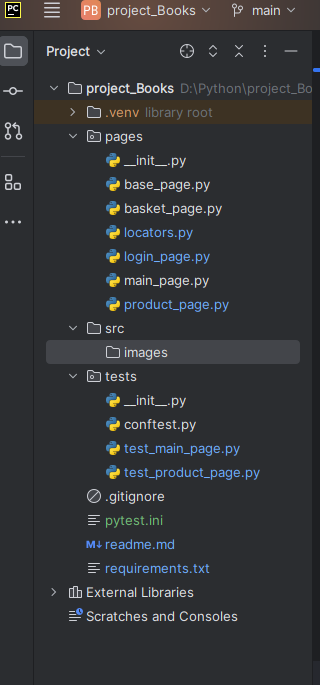 PC PB project_Books main
Project
project_Books D:\Python\project_Bo
.venv library root
pages
__init__.py
base_page.py
basket_page.py
locators.py
login_page.py
main_page.py
product_page.py
src
images
tests
__init__.py
conftest.py
test_main_page.py
test_product_page.py
.gitignore
pytest.ini
M↓ readme.md
requirements.txt
External Libraries
Scratches and Consoles